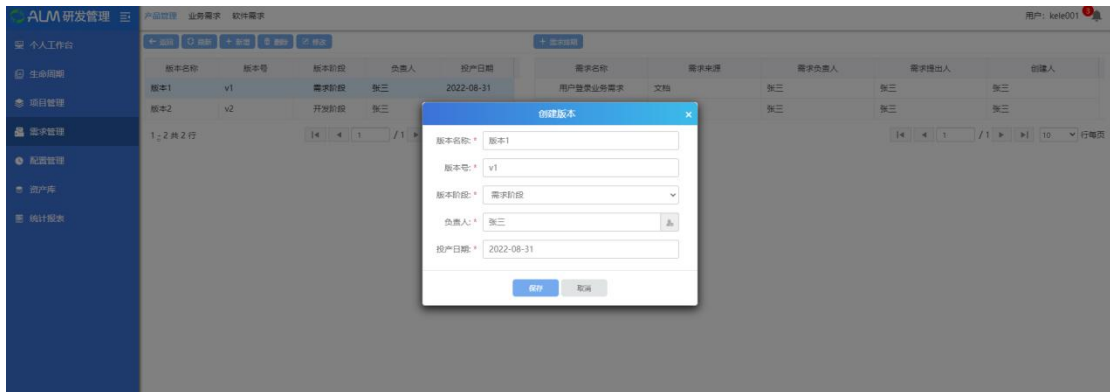 ALM研发管理 产品管理 业务需求 软件需求 用户: kele001 3
个人工作台
生命周期
项目管理
需求管理
配置管理
资产库
统计报表
返回 刷新 + 新增 删除 修改
版本名称 版本号 版本阶段 负责人 投产日期
版本1 v1 需求阶段 张三 2022-08-31
版本2 v2 开发阶段 张三
1 - 2 共 2 行 1 / 1
需求名称 需求来源 需求负责人 需求提出人 创建人
用户登录业务需求 文档 张三 张三 张三
张三 张三 张三
1 / 1 10 行每页
创建版本 ×
版本名称: * 版本1
版本号: * v1
版本阶段: * 需求阶段
负责人: * 张三
投产日期: * 2022-08-31
保存 取消